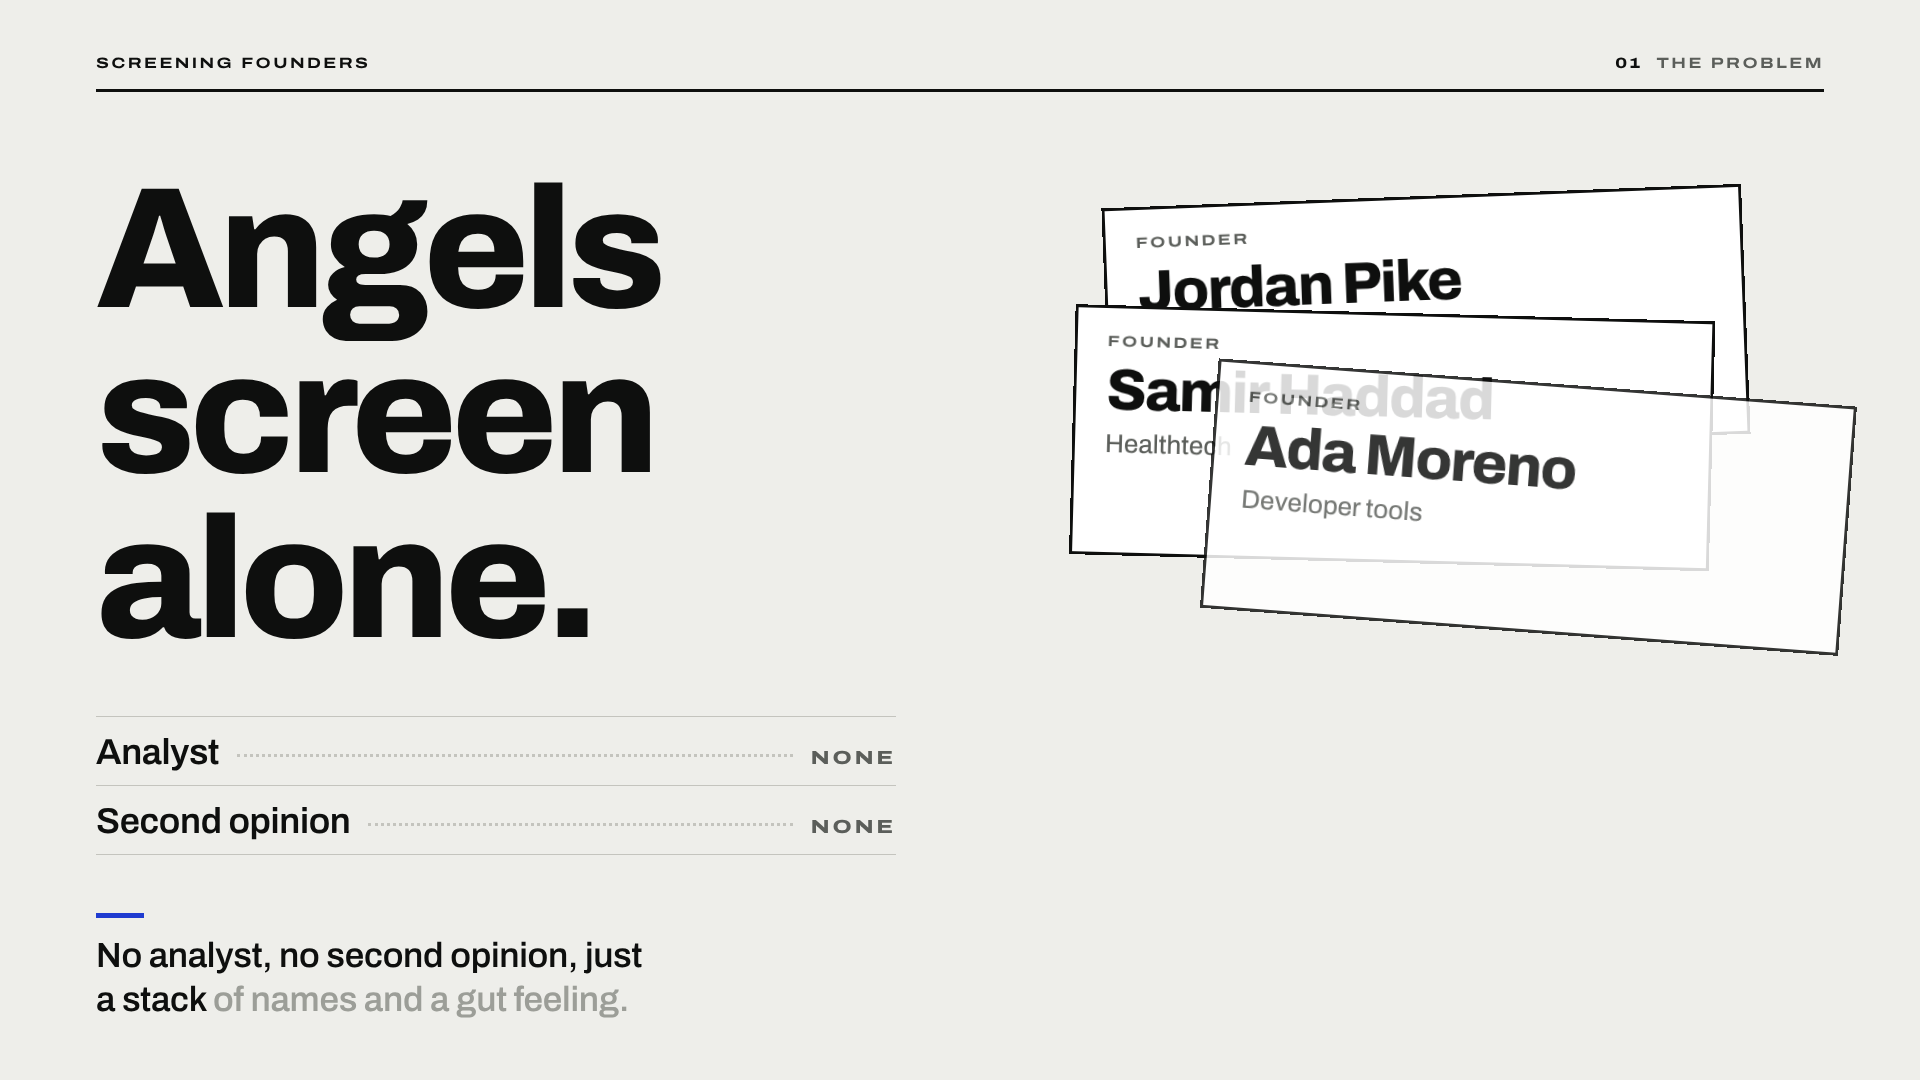 SCREENING FOUNDERS
01 THE PROBLEM
Angels
screen
alone.
FOUNDER
Jordan Pike
FOUNDER
Samir Haddad
Healthtech
FOUNDER
Ada Moreno
Developer tools
Analyst NONE
Second opinion NONE
No analyst, no second opinion, just
a stack of names and a gut feeling.